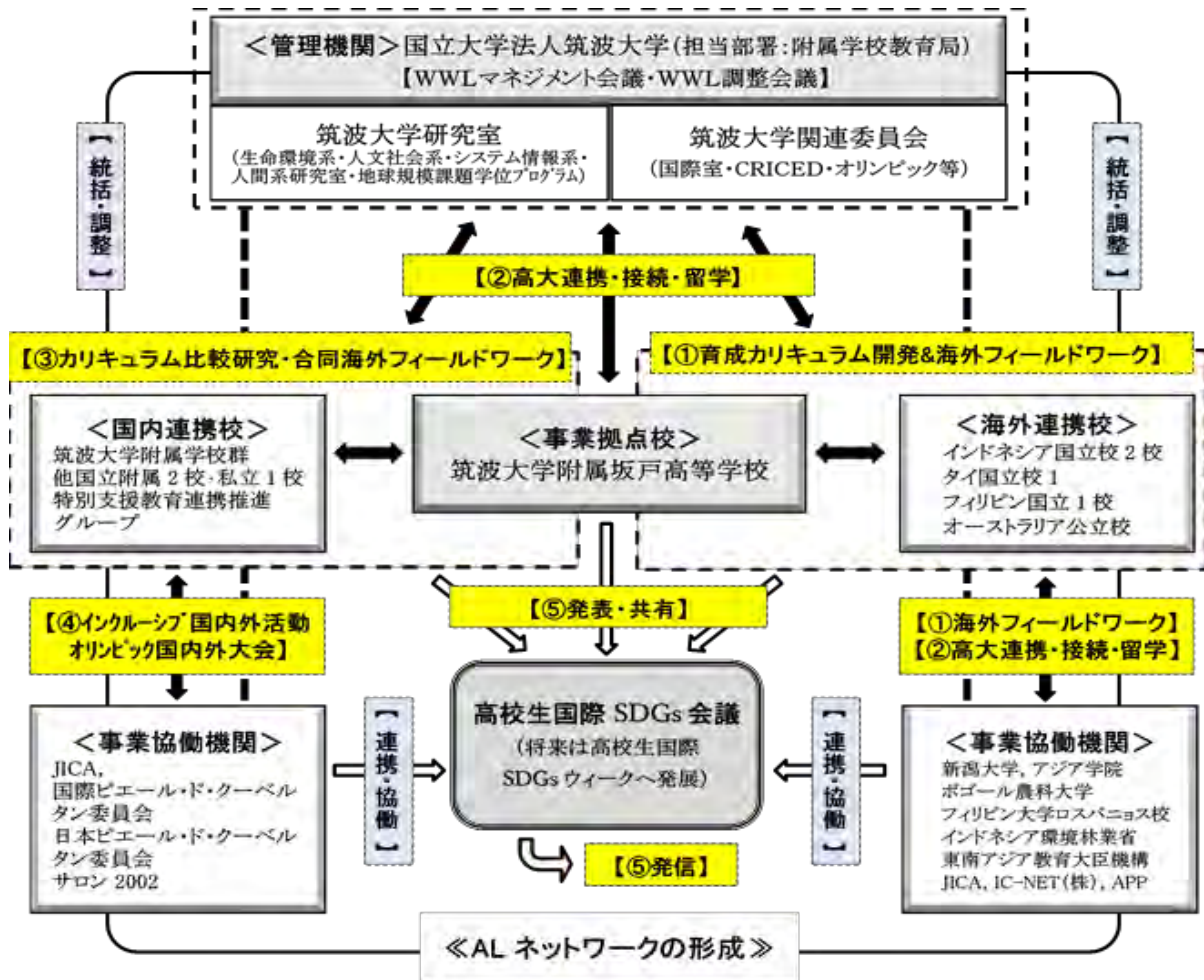 <管理機関>国立大学法人筑波大学(担当部署:附属学校教育局)
【WWLマネジメント会議・WWL調整会議】
筑波大学研究室
(生命環境系・人文社会系・システム情報系・
人間系研究室・地球規模課題学位プログラム)
筑波大学関連委員会
(国際室・CRICED・オリンピック等)
【統括・調整】
【統括・調整】
【②高大連携・接続・留学】
【③カリキュラム比較研究・合同海外フィールドワーク】
【①育成カリキュラム開発&海外フィールドワーク】
<国内連携校>
筑波大学附属学校群
他国立附属2校・私立1校
特別支援教育連携推進
グループ
<事業拠点校>
筑波大学附属坂戸高等学校
<海外連携校>
インドネシア国立校2校
タイ国立校1
フィリピン国立1校
オーストラリア公立校
【④インクルーシブ国内外活動
オリンピック国内外大会】
【⑤発表・共有】
【①海外フィールドワーク】
【②高大連携・接続・留学】
<事業協働機関>
JICA,
国際ピエール・ド・クーベル
タン委員会
日本ピエール・ド・クーベル
タン委員会
サロン2002
【連携・協働】
高校生国際 SDGs 会議
(将来は高校生国際
SDGsウィークへ発展)
【連携・協働】
<事業協働機関>
新潟大学, アジア学院
ボゴール農科大学
フィリピン大学ロスバニョス校
インドネシア環境林業省
東南アジア教育大臣機構
JICA, IC-NET(株), APP
【⑤発信】
≪AL ネットワークの形成≫